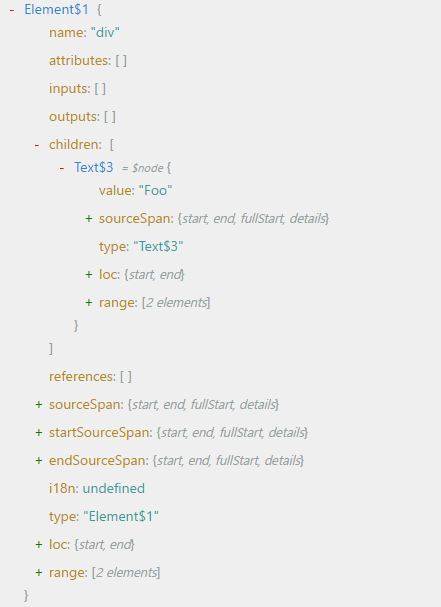 - Element$1 {
name: "div"
attributes: [ ]
inputs: [ ]
outputs: [ ]
- children: [
- Text$3 = $node {
value: "Foo"
+ sourceSpan: {start, end, fullStart, details}
type: "Text$3"
+ loc: {start, end}
+ range: [2 elements]
}
]
references: [ ]
+ sourceSpan: {start, end, fullStart, details}
+ startSourceSpan: {start, end, fullStart, details}
+ endSourceSpan: {start, end, fullStart, details}
i18n: undefined
type: "Element$1"
+ loc: {start, end}
+ range: [2 elements]
}